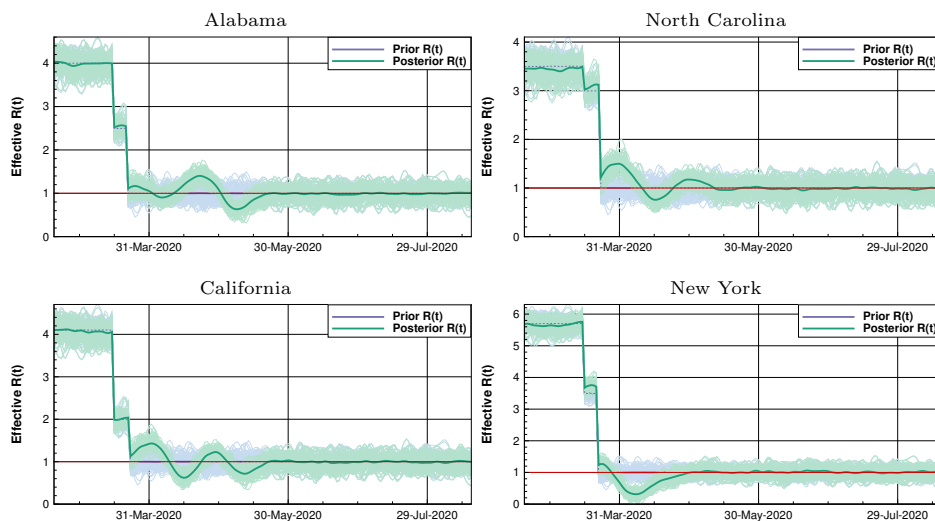 Alabama
Effective R(t)
4
3
2
1
0
Prior R(t)
Posterior R(t)
31-Mar-2020
30-May-2020
29-Jul-2020
North Carolina
Effective R(t)
4
3
2
1
0
Prior R(t)
Posterior R(t)
31-Mar-2020
30-May-2020
29-Jul-2020
California
Effective R(t)
4
3
2
1
0
Prior R(t)
Posterior R(t)
31-Mar-2020
30-May-2020
29-Jul-2020
New York
Effective R(t)
6
5
4
3
2
1
0
Prior R(t)
Posterior R(t)
31-Mar-2020
30-May-2020
29-Jul-2020